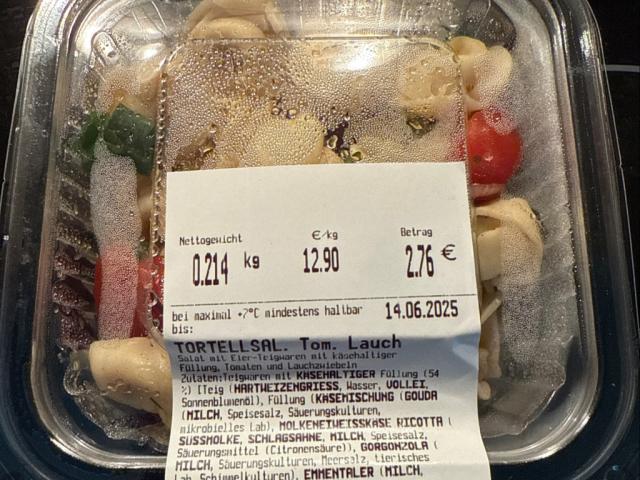 Nettogewicht €/kg Betrag
0.214 kg 12.90 2.76 €
bei maximal +7°C mindestens haltbar 14.06.2025
bis:
TORTELLSAL. Tom. Lauch
Salat mit Eier-Teigwaren mit käsehaltiger
Füllung, Tomaten und Lauchzwiebeln
Zutaten:Teigwaren mit KÄSEHALTIGER Füllung (54
%) [Teig (HARTWEIZENGRIESS, Wasser, VOLLEI,
Sonnenblumenöl), Füllung (KÄSEMISCHUNG (GOUDA
(MILCH, Speisesalz, Säuerungskulturen,
mikrobielles Lab), MOLKENEIWEISSKÄSE RICOTTA (
SÜSSMOLKE, SCHLAGSAHNE, MILCH, Speisesalz,
Säuerungsmittel (Citronensäure)), GORGONZOLA (
MILCH, Säuerungskulturen, Meersalz, tierisches
Lab, Schimmelkulturen), EMMENTALER (MILCH,